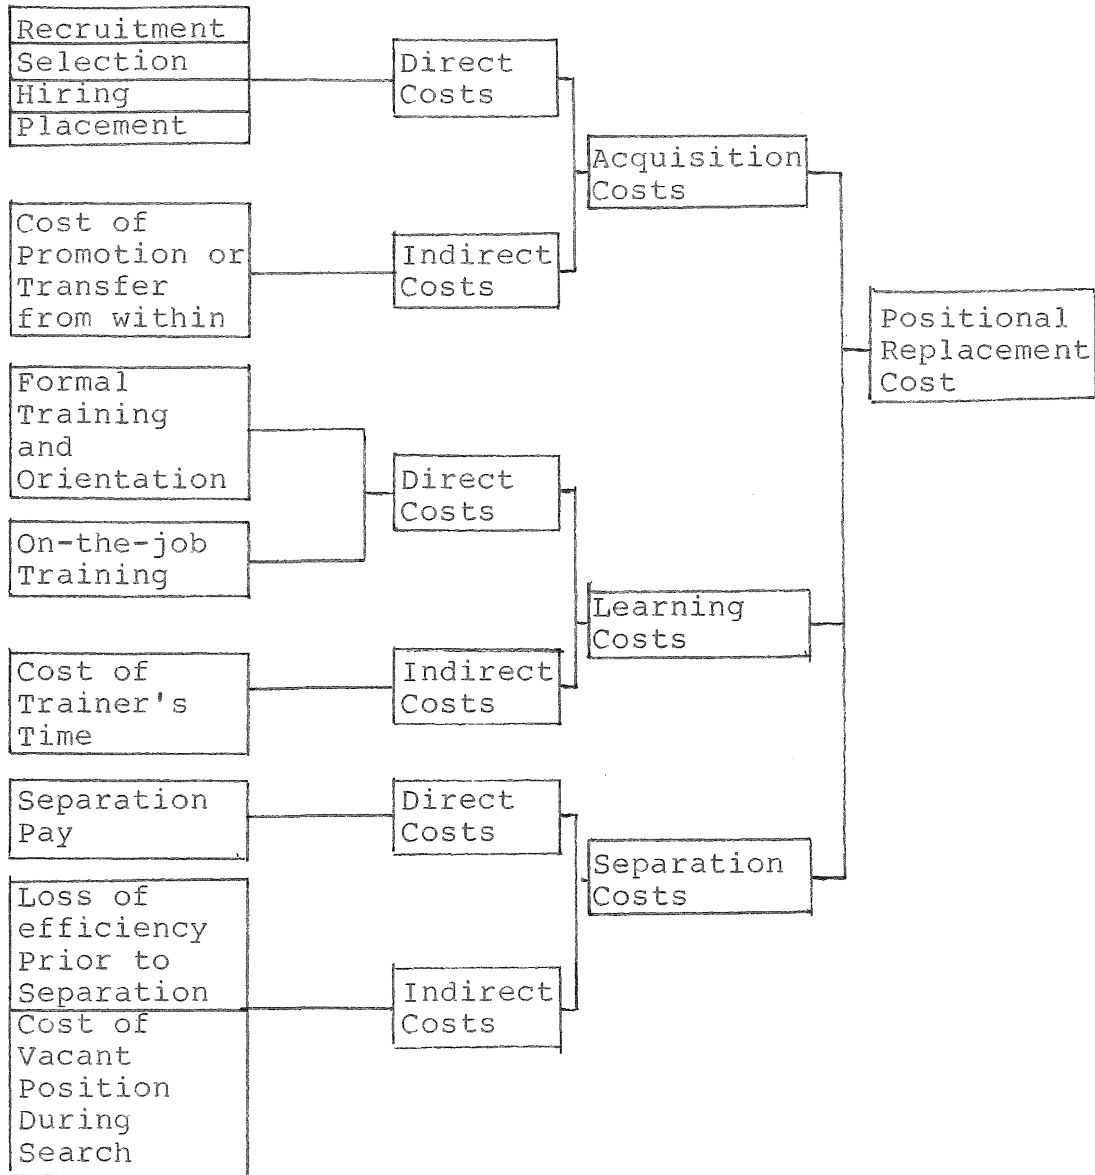 Recruitment
Selection
Hiring
Placement
Direct
Costs
Acquisition
Costs
Cost of
Promotion or
Transfer
from within
Indirect
Costs
Positional
Replacement
Cost
Formal
Training
and
Orientation
Direct
Costs
On-the-job
Training
Learning
Costs
Cost of
Trainer's
Time
Indirect
Costs
Separation
Pay
Direct
Costs
Separation
Costs
Loss of
efficiency
Prior to
Separation
Indirect
Costs
Cost of
Vacant
Position
During
Search